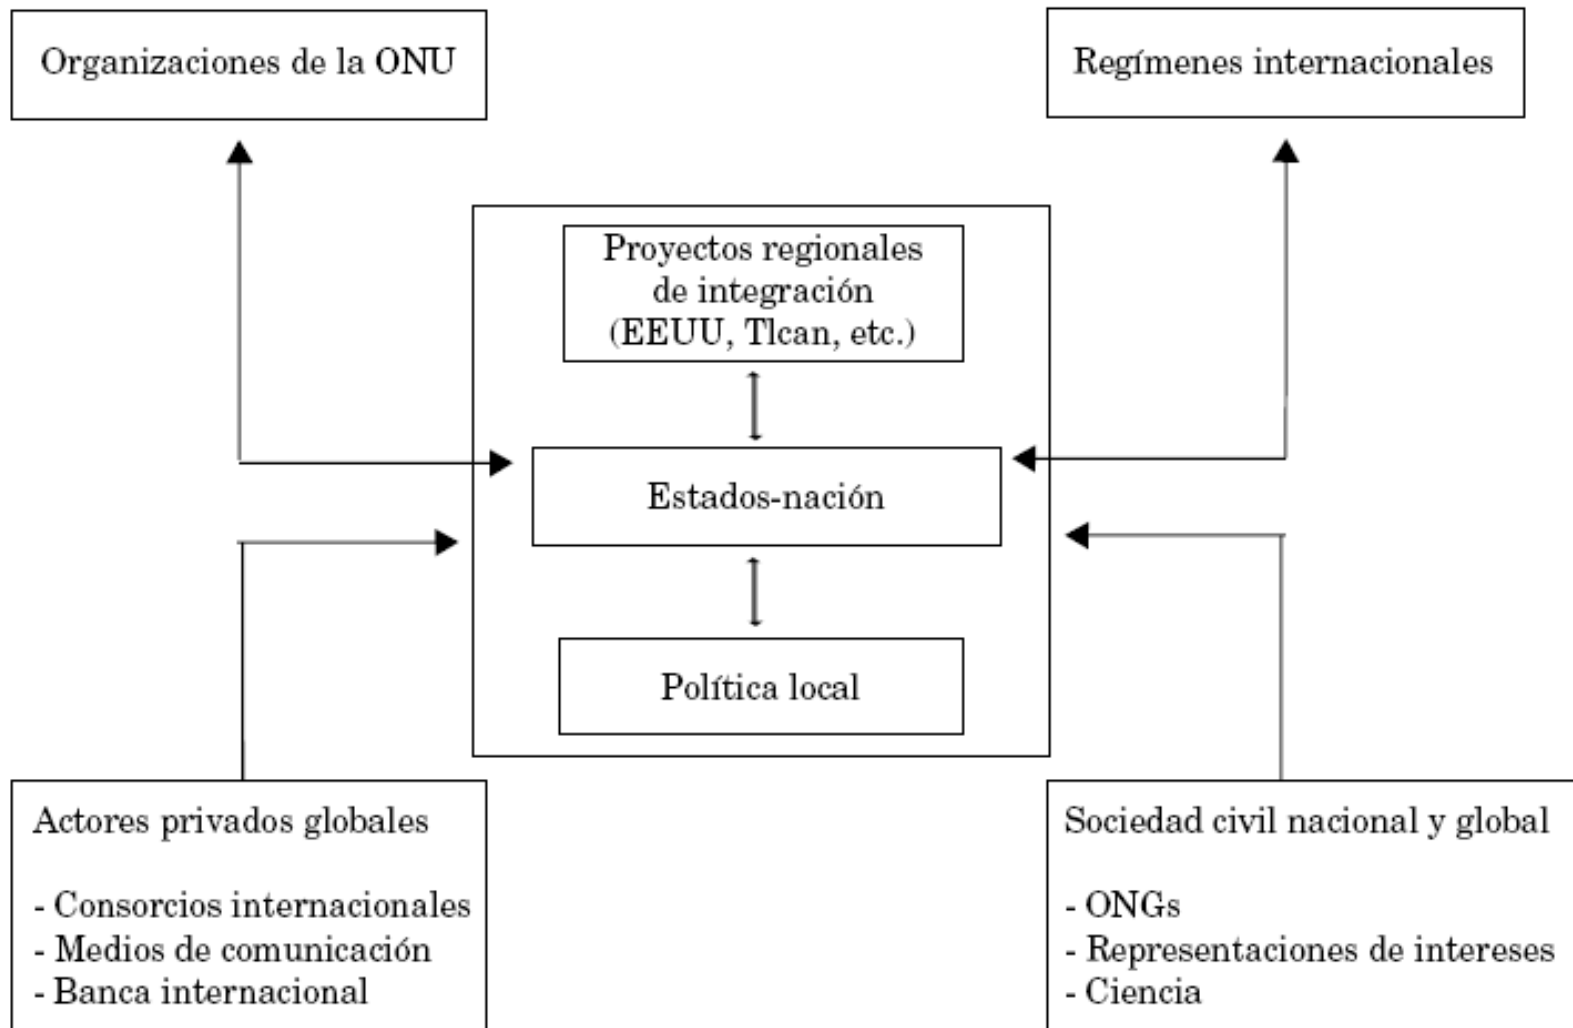 Organizaciones de la ONU
Regímenes internacionales
Proyectos regionales
de integración
(EEUU, Tlcan, etc.)
Estados-nación
Política local
Actores privados globales
- Consorcios internacionales
- Medios de comunicación
- Banca internacional
Sociedad civil nacional y global
- ONGs
- Representaciones de intereses
- Ciencia